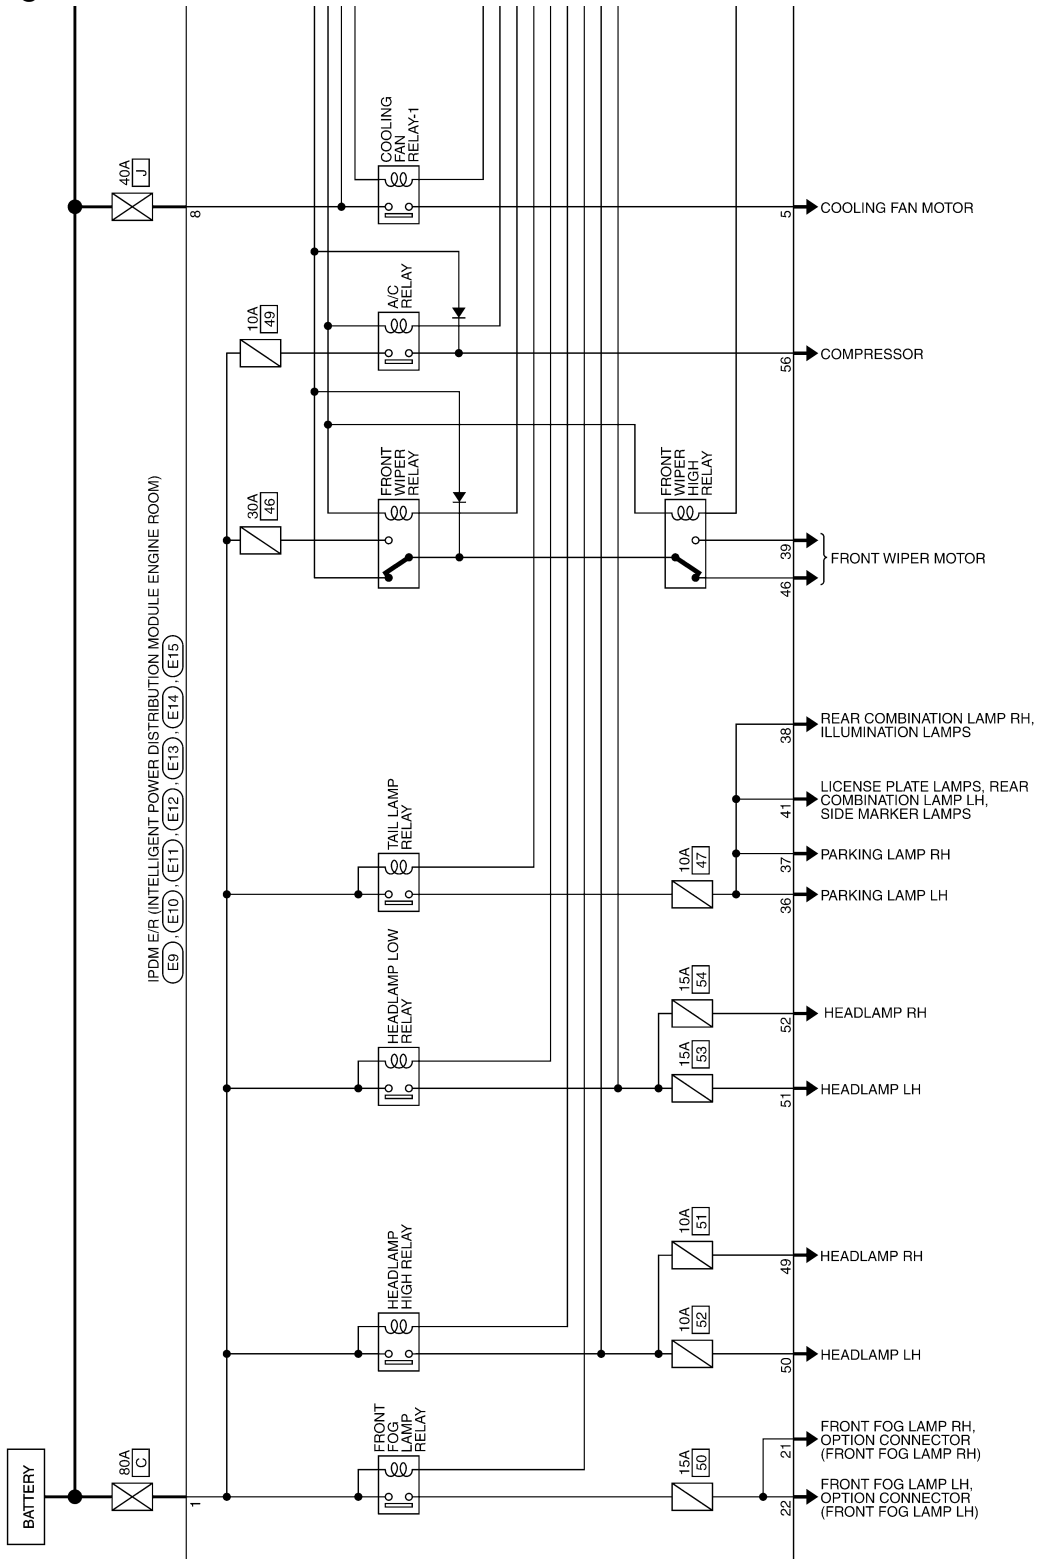 COOLING
FAN
RELAY-1
40A
J
8
5
COOLING FAN MOTOR
A/C
RELAY
10A
49
56
COMPRESSOR
FRONT
WIPER
RELAY
FRONT
WIPER
HIGH
RELAY
30A
46
39
46
FRONT WIPER MOTOR
IPDM E/R (INTELLIGENT POWER DISTRIBUTION MODULE ENGINE ROOM)
E9 , E10 , E11 , E12 , E13 , E14 , E15
38
REAR COMBINATION LAMP RH,
ILLUMINATION LAMPS
41
LICENSE PLATE LAMPS, REAR
COMBINATION LAMP LH,
SIDE MARKER LAMPS
TAIL LAMP
RELAY
10A
47
37
PARKING LAMP RH
36
PARKING LAMP LH
HEADLAMP LOW
RELAY
15A
54
52
HEADLAMP RH
15A
53
51
HEADLAMP LH
HEADLAMP
HIGH RELAY
10A
51
49
HEADLAMP RH
10A
52
50
HEADLAMP LH
FRONT
FOG
LAMP
RELAY
BATTERY
80A
C
1
15A
50
21
FRONT FOG LAMP RH,
OPTION CONNECTOR
(FRONT FOG LAMP RH)
22
FRONT FOG LAMP LH,
OPTION CONNECTOR
(FRONT FOG LAMP LH)